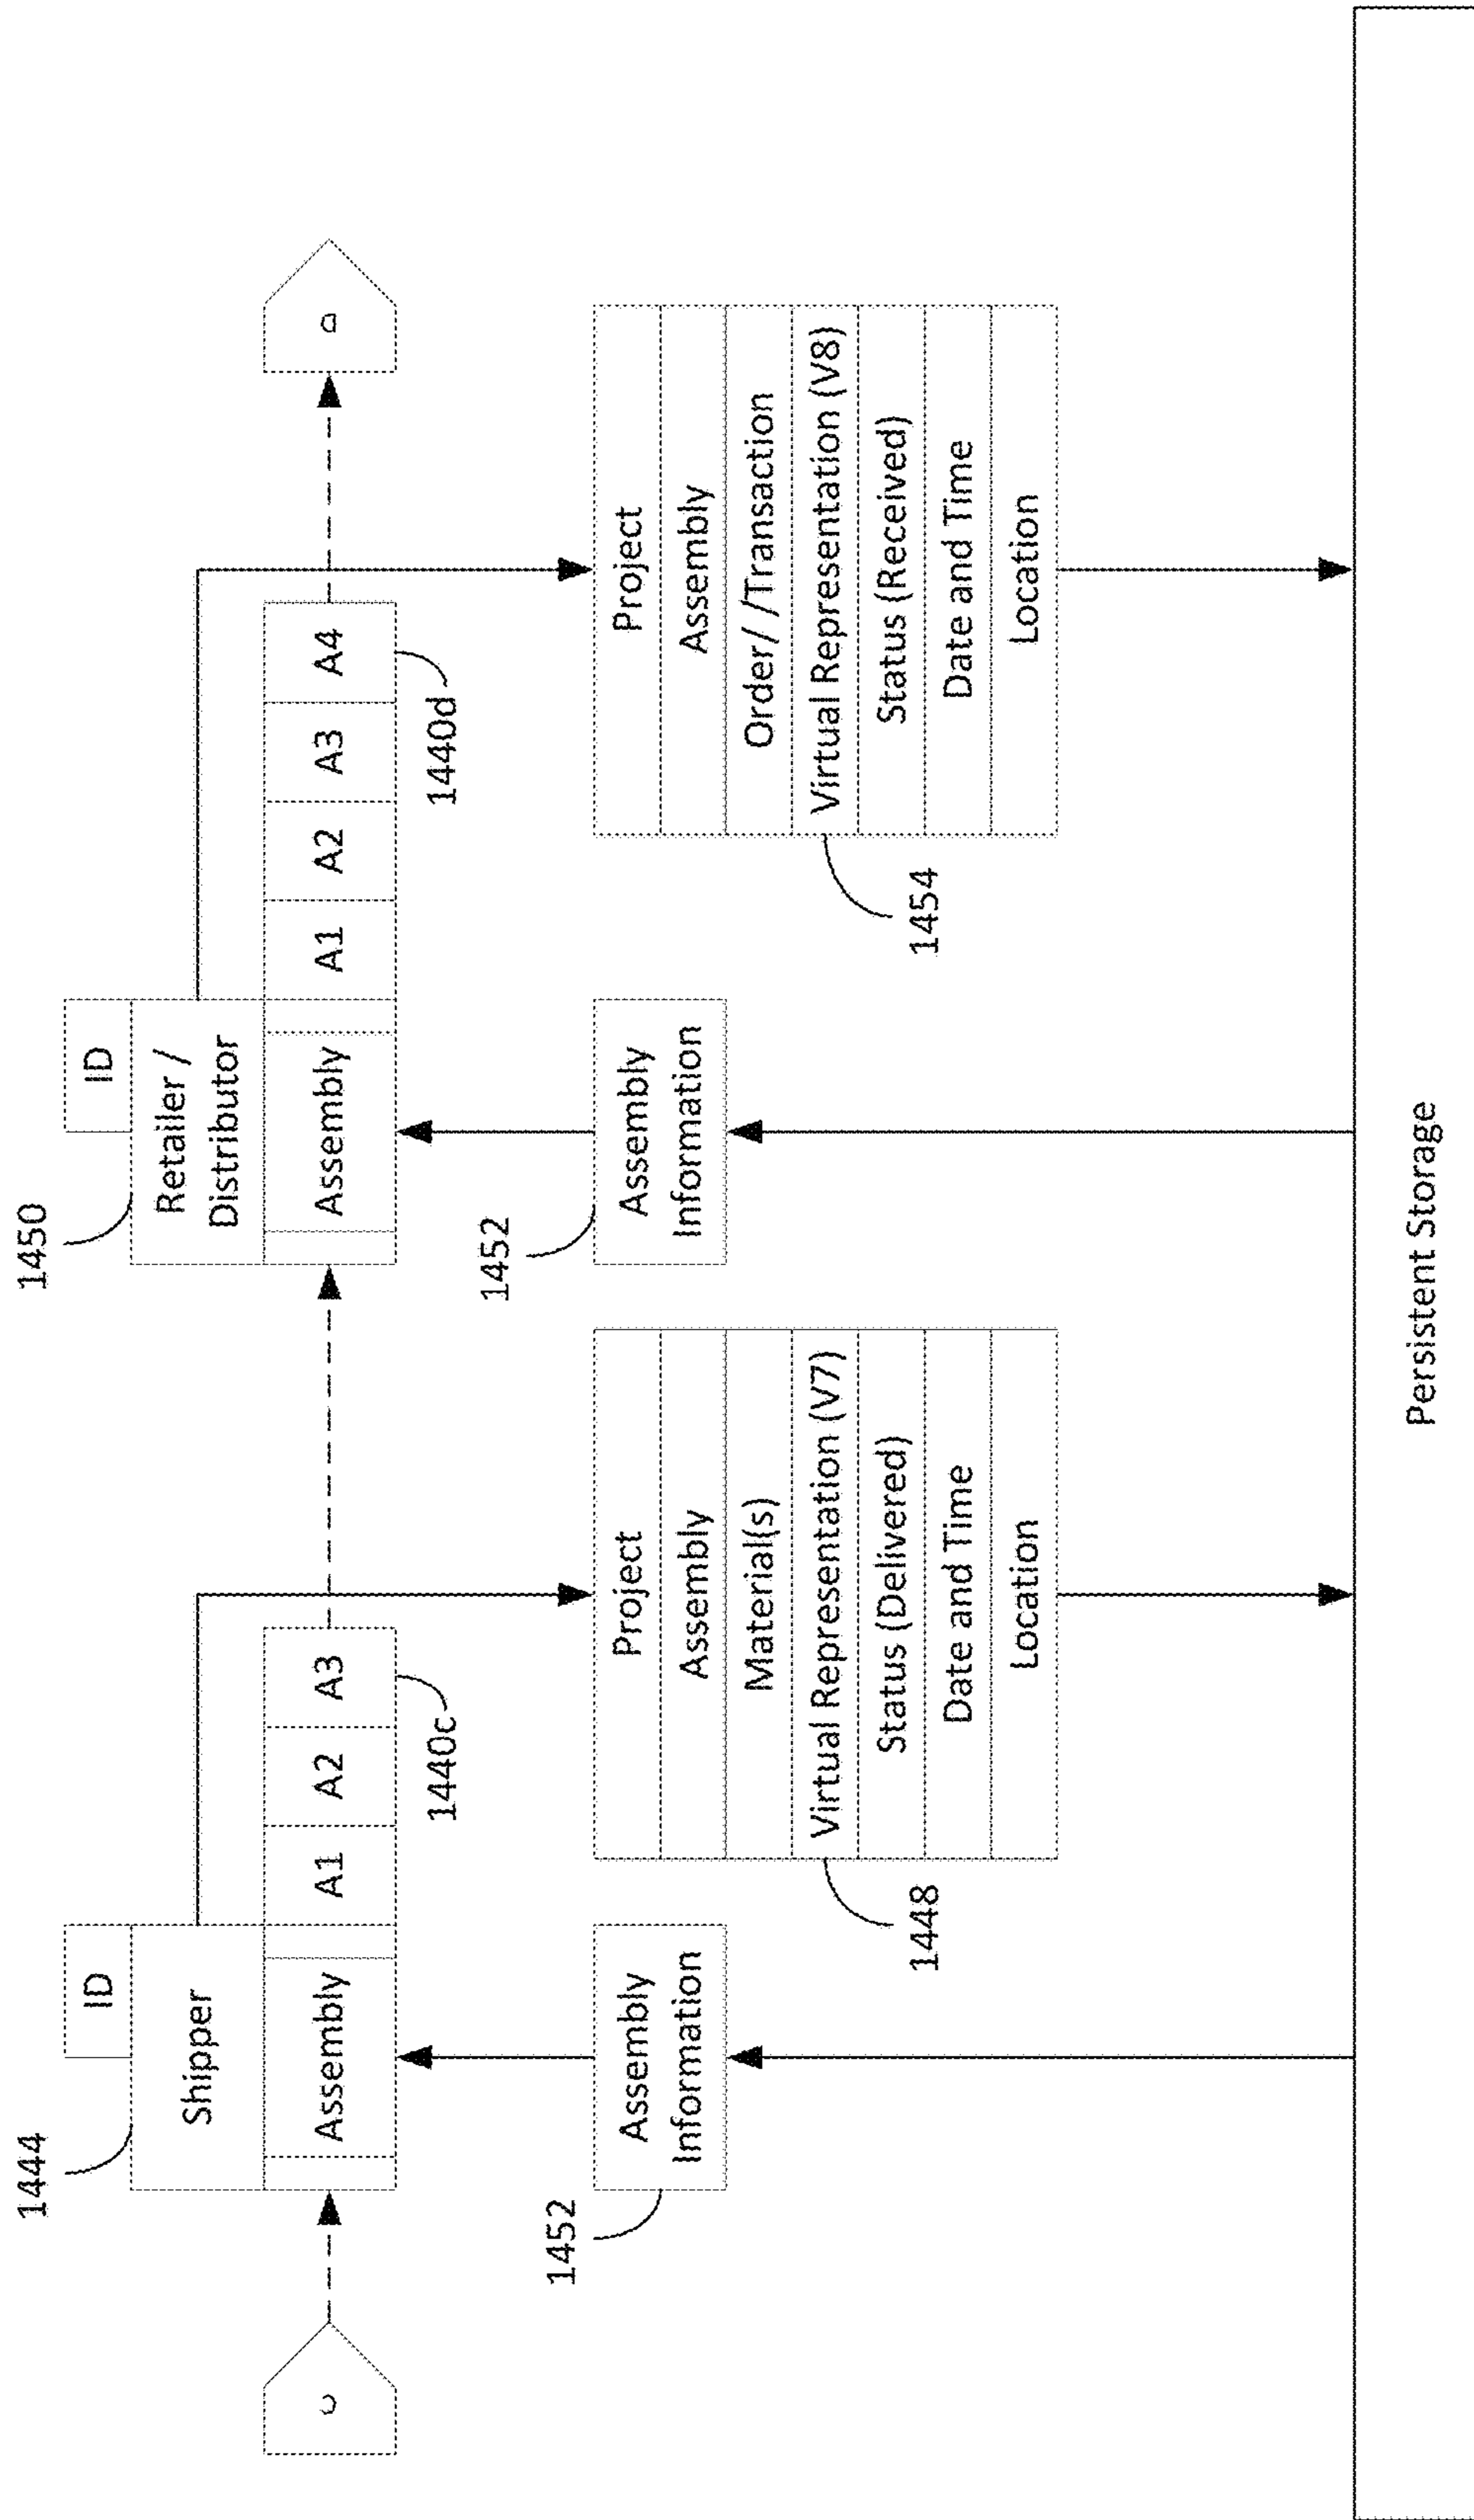 1444
ID
Shipper
c
Assembly
A1
A2
A3
1440c
1452
Assembly
Information
Project
Assembly
Material(s)
Virtual Representation (V7)
Status (Delivered)
Date and Time
Location
1448
1450
ID
Retailer /
Distributor
Assembly
A1
A2
A3
A4
a
1440d
1452
Assembly
Information
Project
Assembly
Order/ /Transaction
Virtual Representation (V8)
Status (Received)
Date and Time
Location
1454
Persistent Storage